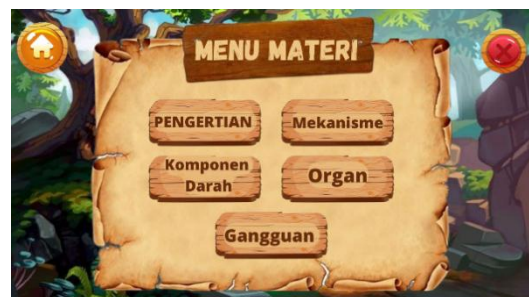 MENU MATERI
PENGERTIAN
Mekanisme
Komponen
Darah
Organ
Gangguan